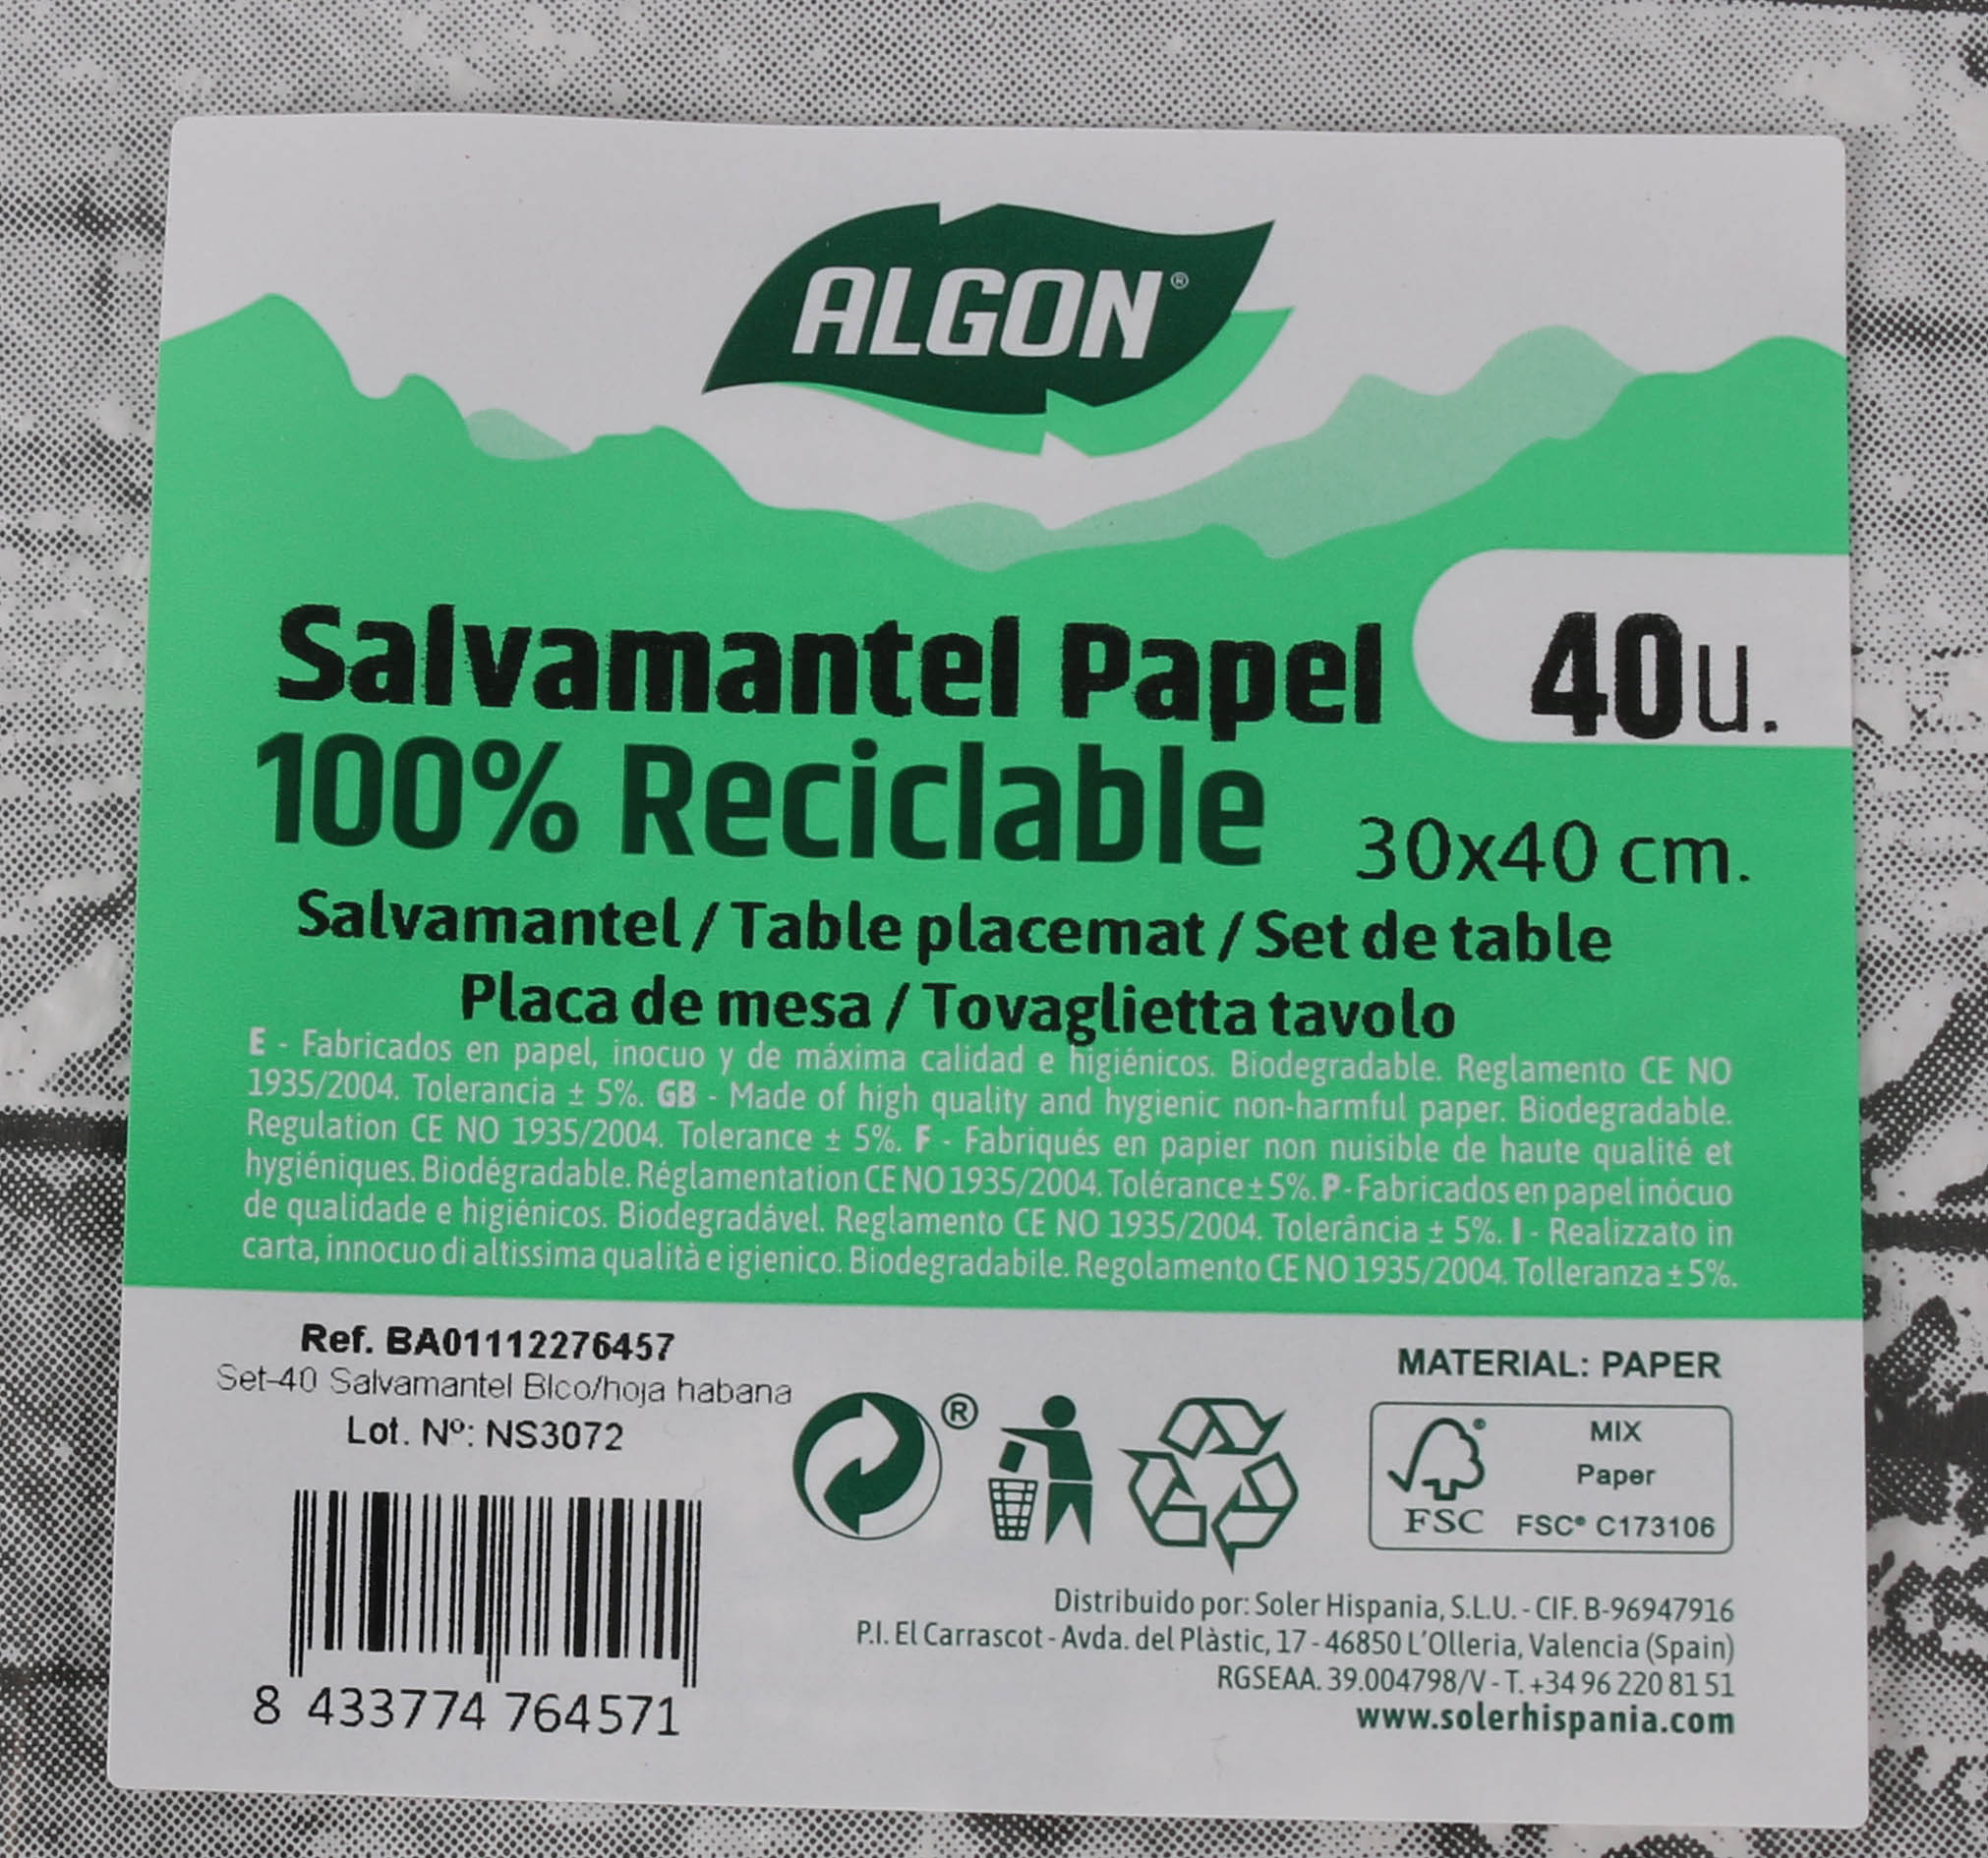 ALGON®
Salvamantel Papel
40u.
100% Reciclable
30x40 cm.
Salvamantel / Table placemat / Set de table
Placa de mesa / Tovaglietta tavolo
E - Fabricados en papel, inocuo y de máxima calidad e higiénicos. Biodegradable. Reglamento CE NO
1935/2004. Tolerancia ± 5%. GB - Made of high quality and hygienic non-harmful paper. Biodegradable.
Regulation CE NO 1935/2004. Tolerance ± 5%. F - Fabriqués en papier non nuisible de haute qualité et
hygiéniques. Biodégradable. Réglamentation CE NO 1935/2004. Tolérance ± 5%. P - Fabricados en papel inócuo
de qualidade e higiénicos. Biodegradável. Reglamento CE NO 1935/2004. Tolerância ± 5%. I - Realizzato in
carta, innocuo di altissima qualità e igienico. Biodegradabile. Regolamento CE NO 1935/2004. Tolleranza ± 5%.
Ref. BA01112276457
Set-40 Salvamantel Blco/hoja habana
Lot. Nº: NS3072
8 433774 764571
®
MATERIAL: PAPER
FSC®
MIX
Paper
FSC® C173106
Distribuido por: Soler Hispania, S.L.U. - CIF. B-96947916
P.I. El Carrascot - Avda. del Plàstic, 17 - 46850 L'Olleria, Valencia (Spain)
RGSEAA. 39.004798/V - T. +34 96 220 81 51
www.solerhispania.com